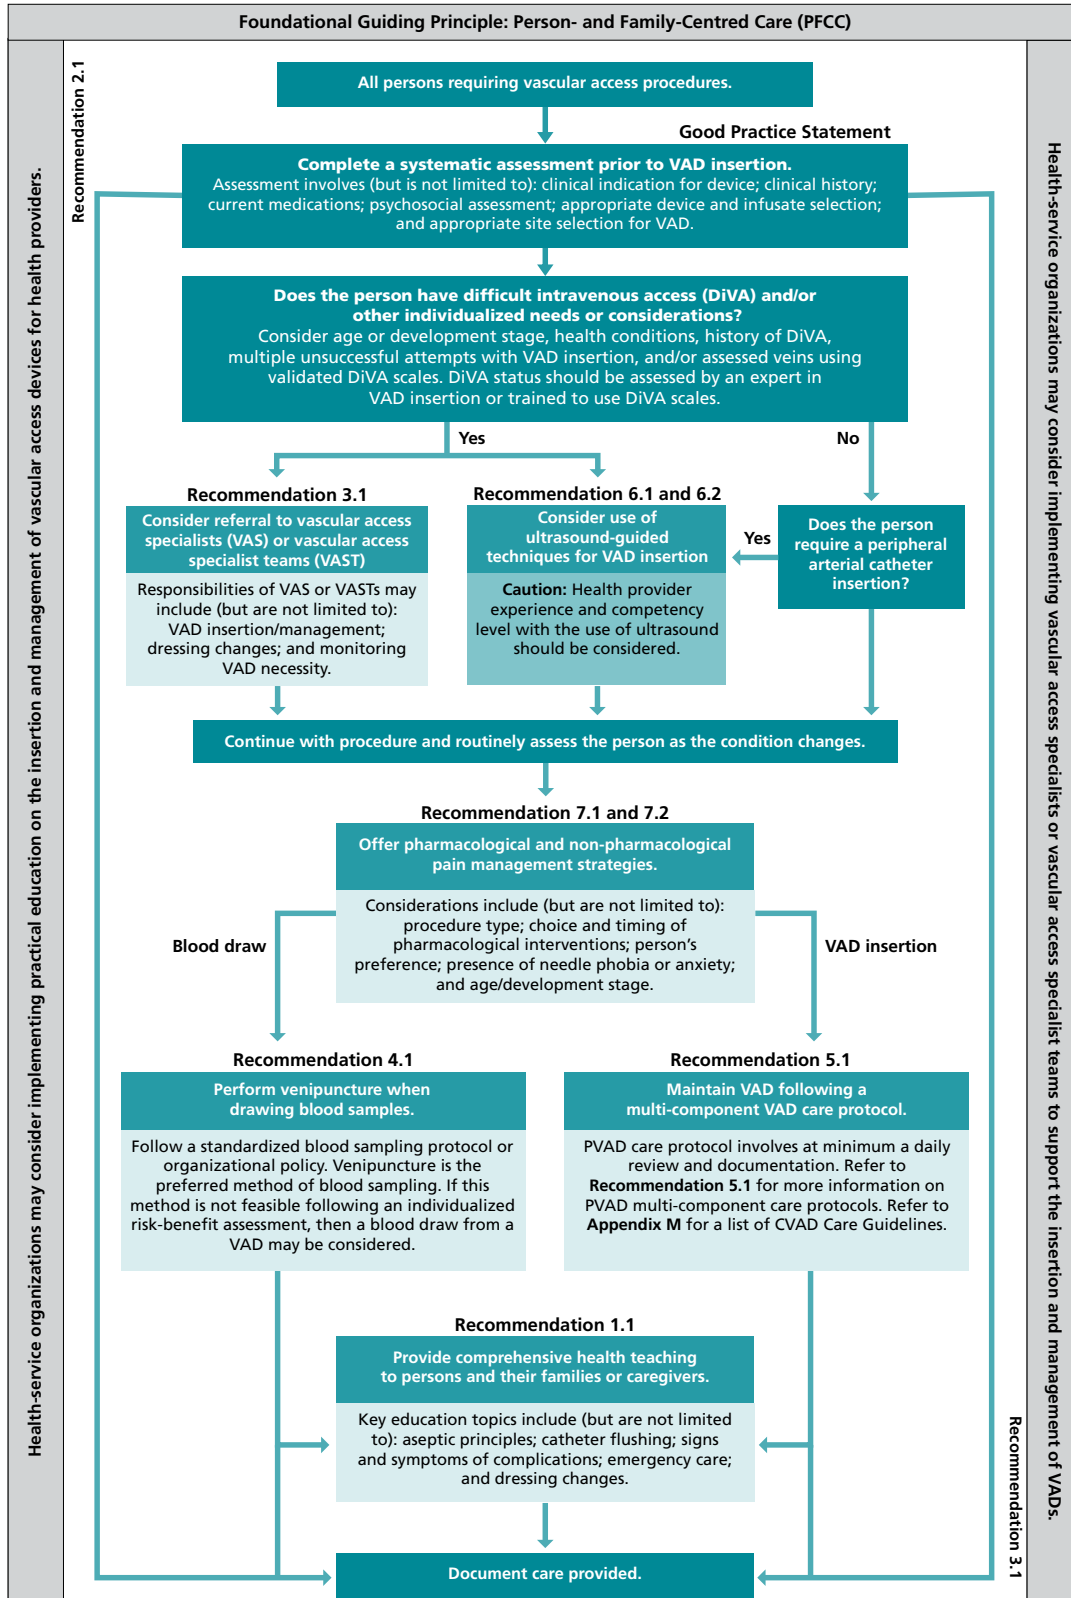 Foundational Guiding Principle: Person- and Family-Centred Care (PFCC)
Health-service organizations may consider implementing practical education on the insertion and management of vascular access devices for health providers.
Recommendation 2.1
All persons requiring vascular access procedures.
Good Practice Statement
Complete a systematic assessment prior to VAD insertion.
Assessment involves (but is not limited to): clinical indication for device; clinical history;
current medications; psychosocial assessment; appropriate device and infusate selection;
and appropriate site selection for VAD.
Does the person have difficult intravenous access (DiVA) and/or
other individualized needs or considerations?
Consider age or development stage, health conditions, history of DiVA,
multiple unsuccessful attempts with VAD insertion, and/or assessed veins using
validated DiVA scales. DiVA status should be assessed by an expert in
VAD insertion or trained to use DiVA scales.
Yes
No
Recommendation 3.1
Consider referral to vascular access
specialists (VAS) or vascular access
specialist teams (VAST)
Responsibilities of VAS or VASTs may
include (but are not limited to):
VAD insertion/management;
dressing changes; and monitoring
VAD necessity.
Recommendation 6.1 and 6.2
Consider use of
ultrasound-guided
techniques for VAD insertion
Caution: Health provider
experience and competency
level with the use of ultrasound
should be considered.
Yes
Does the person
require a peripheral
arterial catheter
insertion?
Continue with procedure and routinely assess the person as the condition changes.
Recommendation 7.1 and 7.2
Offer pharmacological and non-pharmacological
pain management strategies.
Considerations include (but are not limited to):
procedure type; choice and timing of
pharmacological interventions; person's
preference; presence of needle phobia or anxiety;
and age/development stage.
Blood draw
VAD insertion
Recommendation 4.1
Perform venipuncture when
drawing blood samples.
Follow a standardized blood sampling protocol or
organizational policy. Venipuncture is the
preferred method of blood sampling. If this
method is not feasible following an individualized
risk-benefit assessment, then a blood draw from a
VAD may be considered.
Recommendation 5.1
Maintain VAD following a
multi-component VAD care protocol.
PVAD care protocol involves at minimum a daily
review and documentation. Refer to
Recommendation 5.1 for more information on
PVAD multi-component care protocols. Refer to
Appendix M for a list of CVAD Care Guidelines.
Recommendation 1.1
Provide comprehensive health teaching
to persons and their families or caregivers.
Key education topics include (but are not limited
to): aseptic principles; catheter flushing; signs
and symptoms of complications; emergency care;
and dressing changes.
Document care provided.
Recommendation 3.1
Health-service organizations may consider implementing vascular access specialists or vascular access specialist teams to support the insertion and management of VADs.